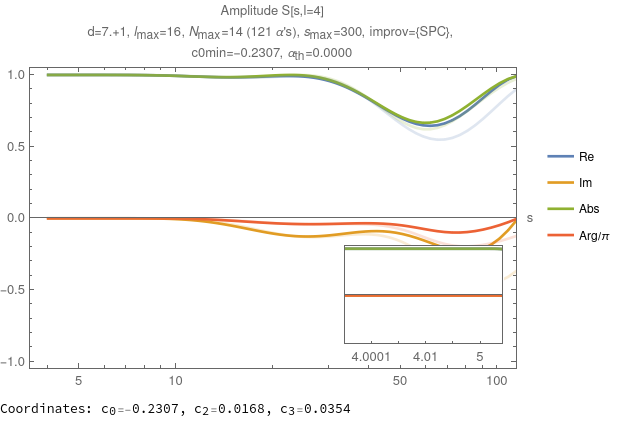 Amplitude S[s,l=4]
d=7.+1, lmax=16, Nmax=14 (121 α's), smax=300, improv={SPC},
c0min=-0.2307, αth=0.0000
1.0
0.5
0.0
-0.5
-1.0
s
Re
Im
Abs
Arg/π
4.0001 4.01 5
5 10 50 100
Coordinates: c0=-0.2307, c2=0.0168, c3=0.0354